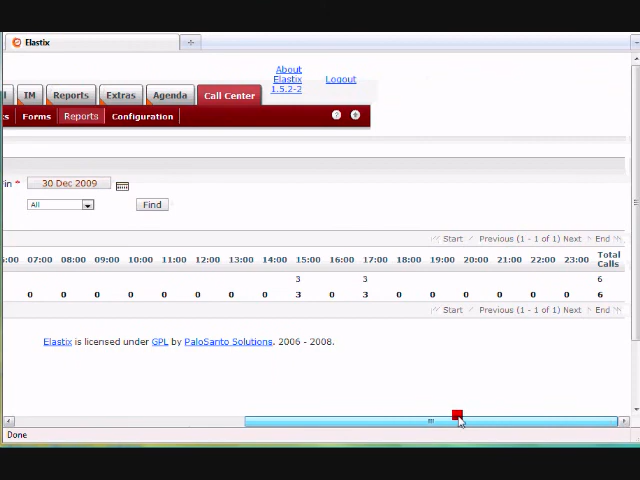 Elastix
About
Elastix
1.5.2-2
Logout
ll IM Reports Extras Agenda Call Center
ks Forms Reports Configuration
Fin * 30 Dec 2009
All Find
Start Previous (1 - 1 of 1) Next End
6:00 07:00 08:00 09:00 10:00 11:00 12:00 13:00 14:00 15:00 16:00 17:00 18:00 19:00 20:00 21:00 22:00 23:00 Total Calls
3 3 6
0 0 0 0 0 0 0 0 3 0 3 0 0 0 0 0 0 6
Start Previous (1 - 1 of 1) Next End
Elastix is licensed under GPL by PaloSanto Solutions. 2006 - 2008.
Done